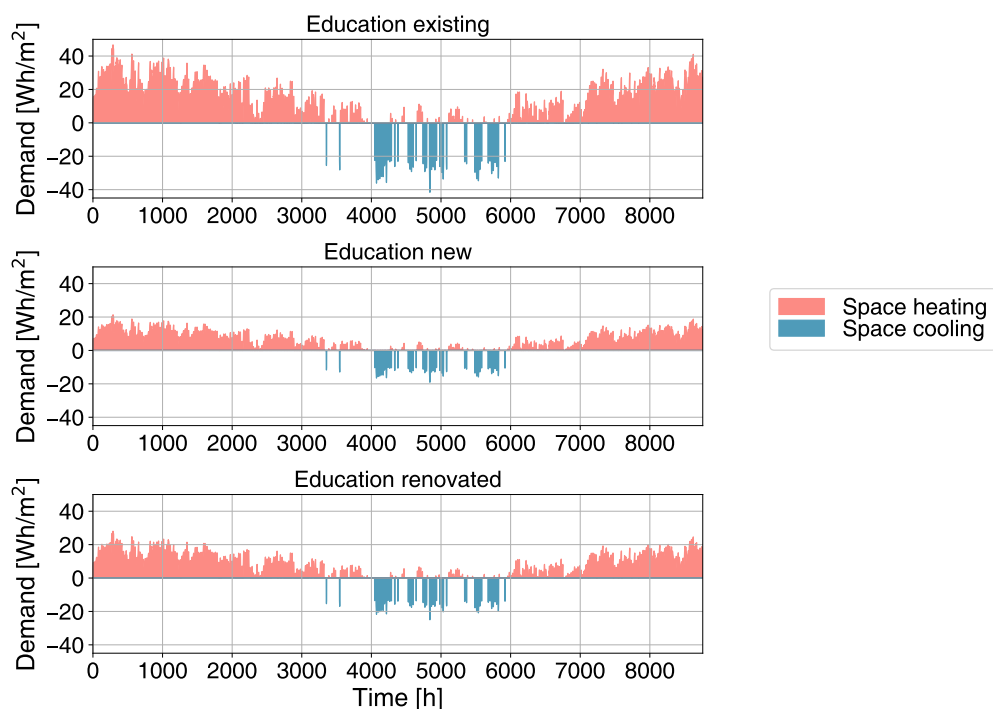 Education existing
Demand [Wh/m²]
40
20
0
−20
−40
0 1000 2000 3000 4000 5000 6000 7000 8000
Education new
Demand [Wh/m²]
40
20
0
−20
−40
0 1000 2000 3000 4000 5000 6000 7000 8000
Space heating
Space cooling
Education renovated
Demand [Wh/m²]
40
20
0
−20
−40
0 1000 2000 3000 4000 5000 6000 7000 8000
Time [h]